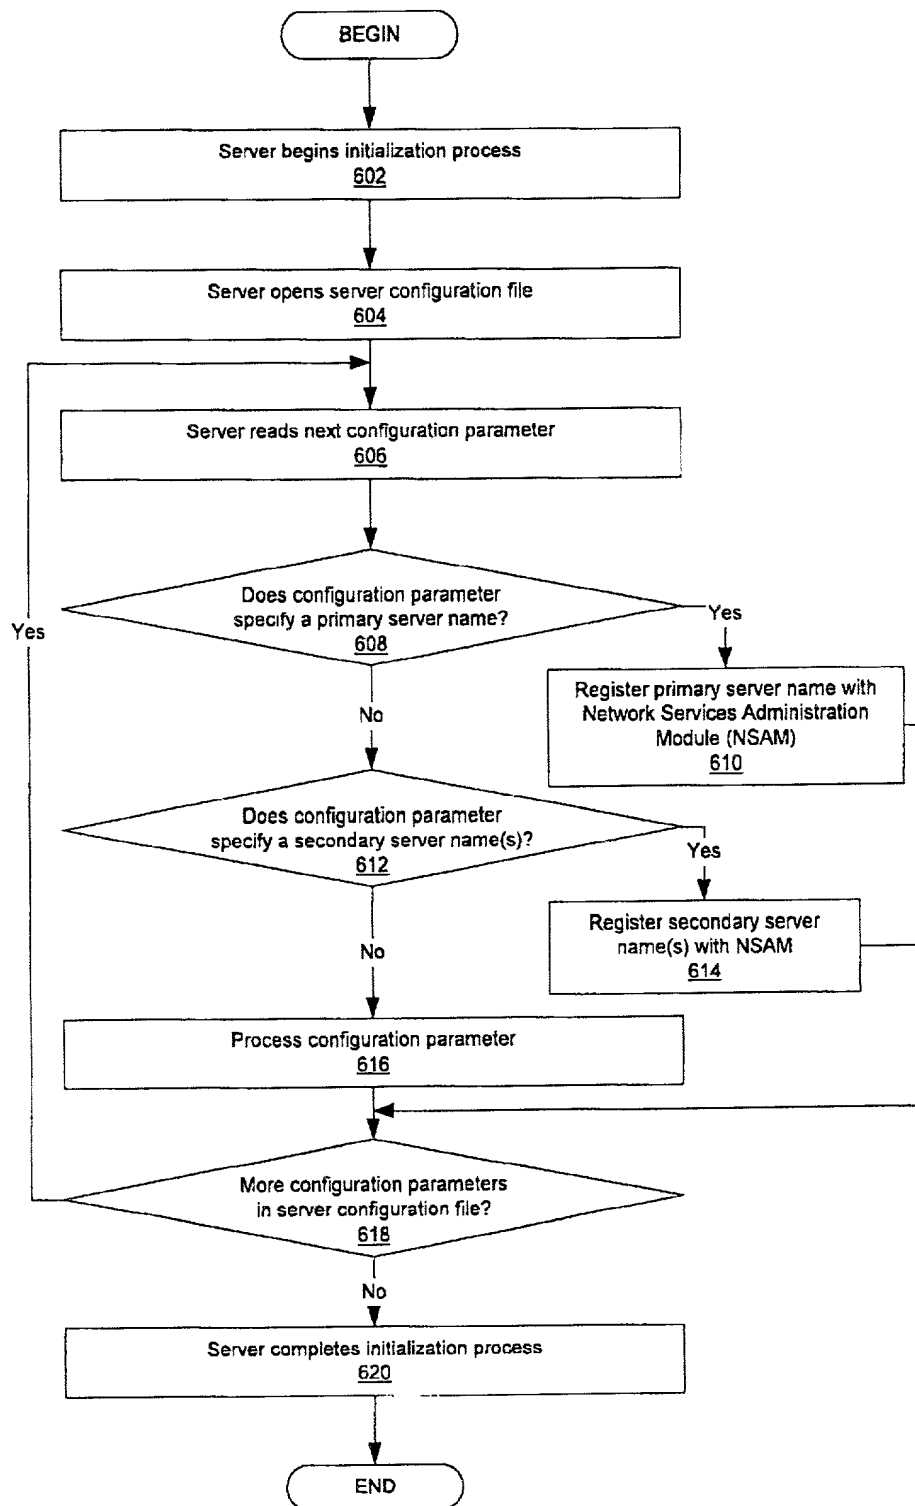 BEGIN
Server begins initialization process
602
Server opens server configuration file
604
Server reads next configuration parameter
606
Does configuration parameter
specify a primary server name?
608
Yes
Yes
Register primary server name with
Network Services Administration
Module (NSAM)
610
No
Does configuration parameter
specify a secondary server name(s)?
612
Yes
Register secondary server
name(s) with NSAM
614
No
Process configuration parameter
616
More configuration parameters
in server configuration file?
618
No
Server completes initialization process
620
END